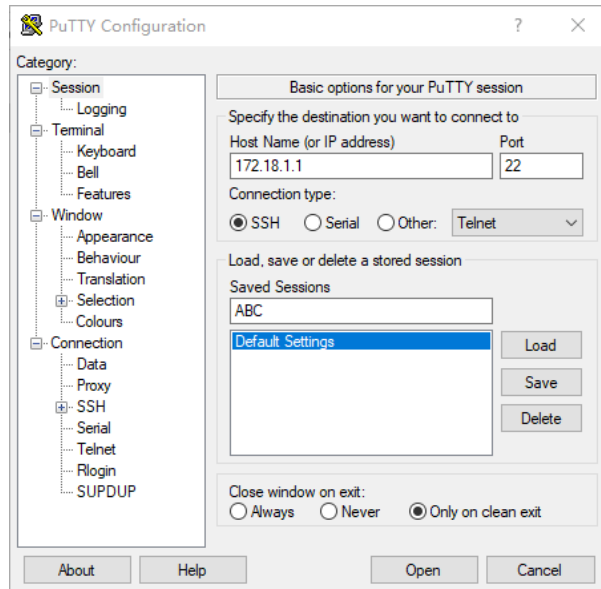 PuTTY Configuration
?
Category:
Session
Logging
Terminal
Keyboard
Bell
Features
Window
Appearance
Behaviour
Translation
Selection
Colours
Connection
Data
Proxy
SSH
Serial
Telnet
Rlogin
SUPDUP
Basic options for your PuTTY session
Specify the destination you want to connect to
Host Name (or IP address) Port
172.18.1.1 22
Connection type:
SSH Serial Other: Telnet
Load, save or delete a stored session
Saved Sessions
ABC
Default Settings
Load
Save
Delete
Close window on exit:
Always Never Only on clean exit
About Help Open Cancel